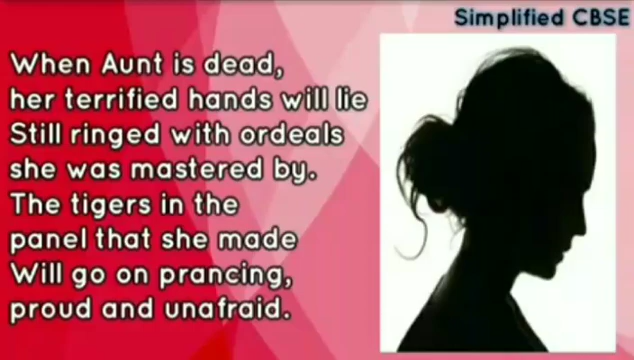 Simplified CBSE
When Aunt is dead,
her terrified hands will lie
Still ringed with ordeals
she was mastered by.
The tigers in the
panel that she made
Will go on prancing,
proud and unafraid.